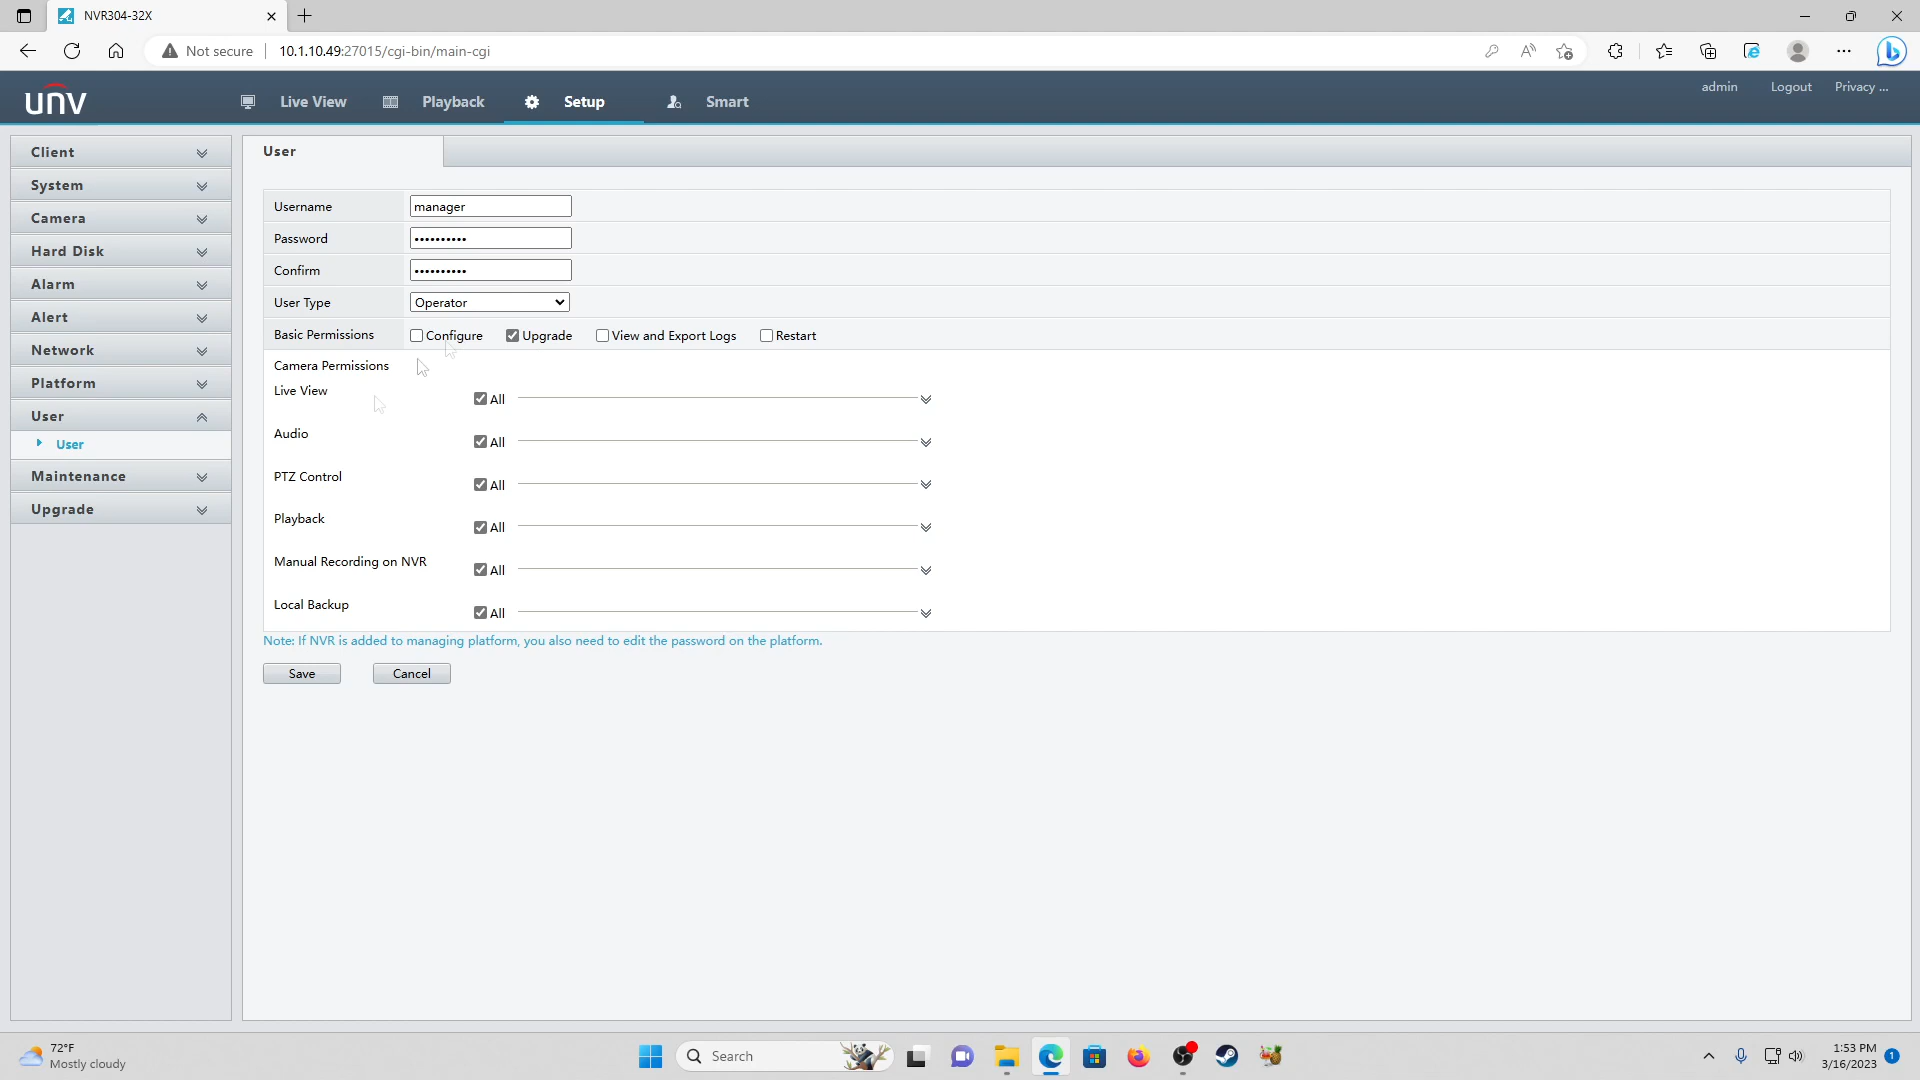 NVR304-32X
Not secure
10.1.10.49:27015/cgi-bin/main-cgi
unv
Live View
Playback
Setup
Smart
admin
Logout
Privacy ...
Client
System
Camera
Hard Disk
Alarm
Alert
Network
Platform
User
User
Maintenance
Upgrade
User
Username
manager
Password
••••••••••
Confirm
••••••••••
User Type
Operator
Basic Permissions
Configure
Upgrade
View and Export Logs
Restart
Camera Permissions
Live View
All
Audio
All
PTZ Control
All
Playback
All
Manual Recording on NVR
All
Local Backup
All
Note: If NVR is added to managing platform, you also need to edit the password on the platform.
Save
Cancel
72°F
Mostly cloudy
Search
1:53 PM
3/16/2023
1